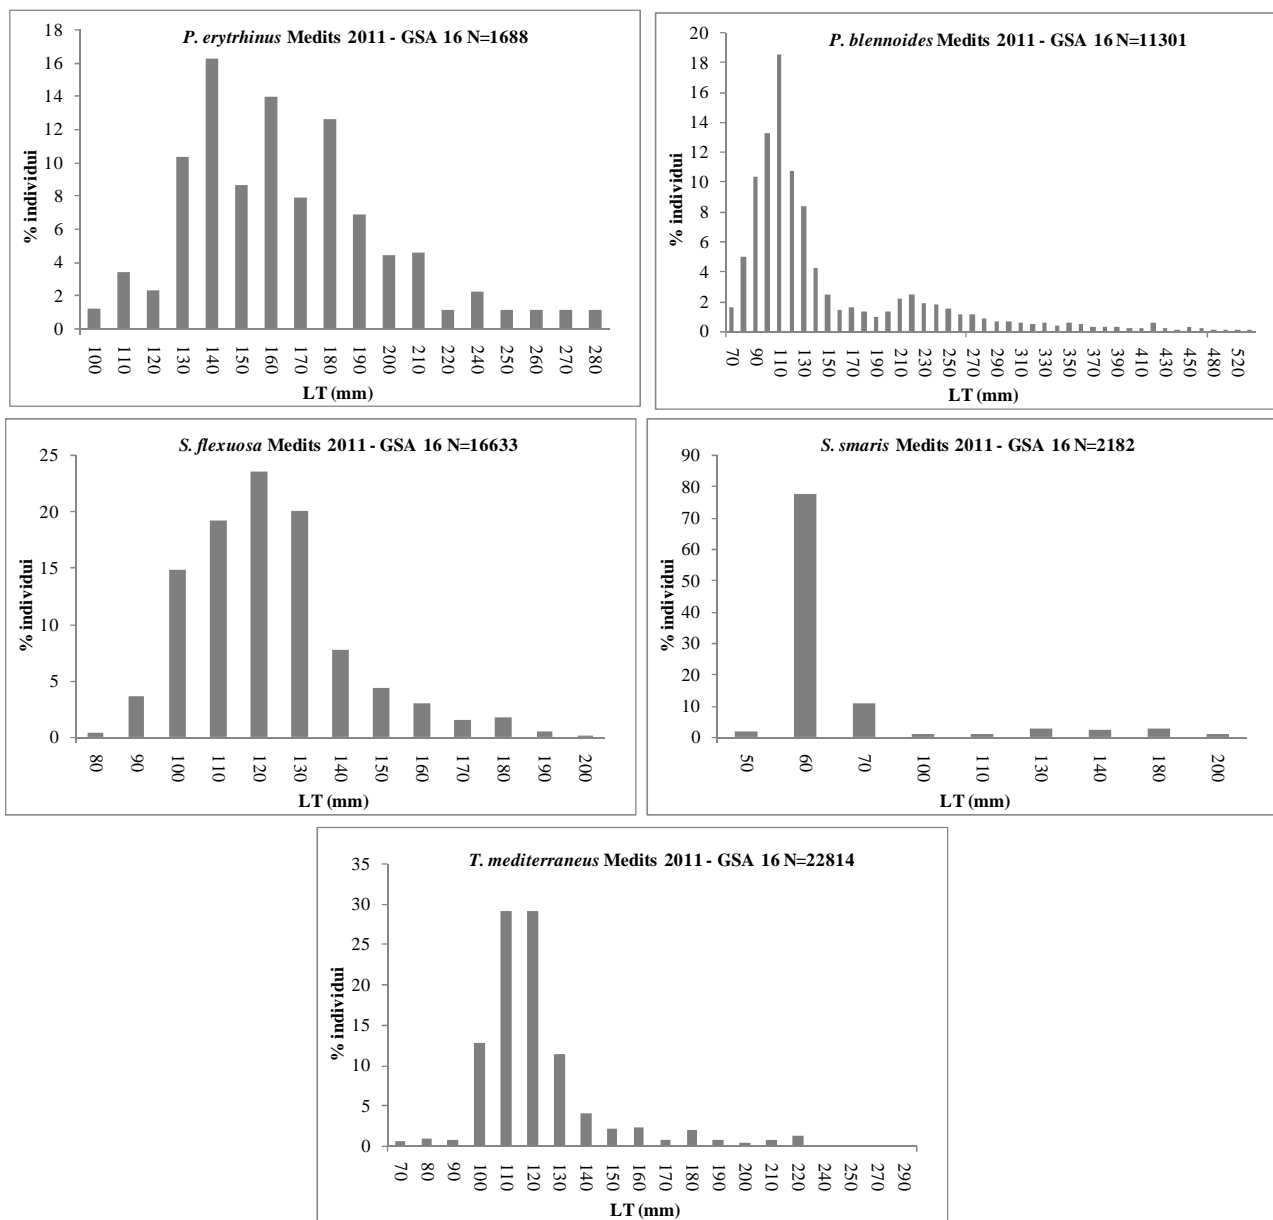 P. erytrhinus Medits 2011 - GSA 16 N=1688
18
16
14
12
10
8
6
4
2
0
% individui
100 110 120 130 140 150 160 170 180 190 200 210 220 240 250 260 270 280
LT (mm)
P. blennoides Medits 2011 - GSA 16 N=11301
20
18
16
14
12
10
8
6
4
2
0
% individui
70 90 110 130 150 170 190 210 230 250 270 290 310 330 350 370 390 410 430 450 480 520
LT (mm)
S. flexuosa Medits 2011 - GSA 16 N=16633
25
20
15
10
5
0
% individui
80 90 100 110 120 130 140 150 160 170 180 190 200
LT (mm)
S. smaris Medits 2011 - GSA 16 N=2182
90
80
70
60
50
40
30
20
10
0
% individui
50 60 70 100 110 130 140 180 200
LT (mm)
T. mediterraneus Medits 2011 - GSA 16 N=22814
35
30
25
20
15
10
5
0
% individui
70 80 90 100 110 120 130 140 150 160 170 180 190 200 210 220 240 250 270 290
LT (mm)